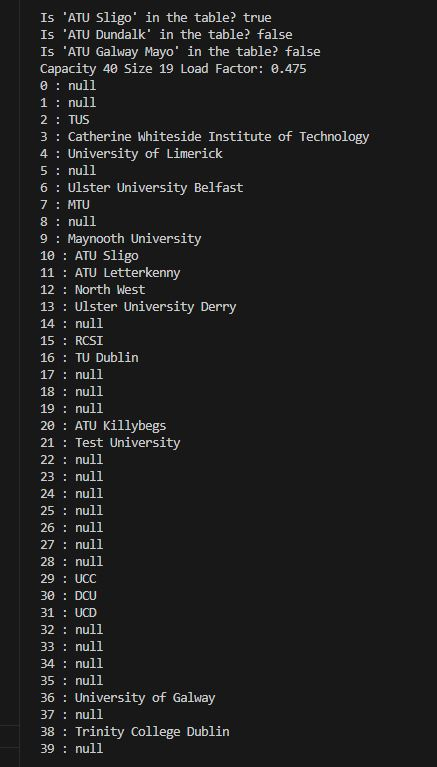 Is 'ATU Sligo' in the table? true
Is 'ATU Dundalk' in the table? false
Is 'ATU Galway Mayo' in the table? false
Capacity 40 Size 19 Load Factor: 0.475
0 : null
1 : null
2 : TUS
3 : Catherine Whiteside Institute of Technology
4 : University of Limerick
5 : null
6 : Ulster University Belfast
7 : MTU
8 : null
9 : Maynooth University
10 : ATU Sligo
11 : ATU Letterkenny
12 : North West
13 : Ulster University Derry
14 : null
15 : RCSI
16 : TU Dublin
17 : null
18 : null
19 : null
20 : ATU Killybegs
21 : Test University
22 : null
23 : null
24 : null
25 : null
26 : null
27 : null
28 : null
29 : UCC
30 : DCU
31 : UCD
32 : null
33 : null
34 : null
35 : null
36 : University of Galway
37 : null
38 : Trinity College Dublin
39 : null